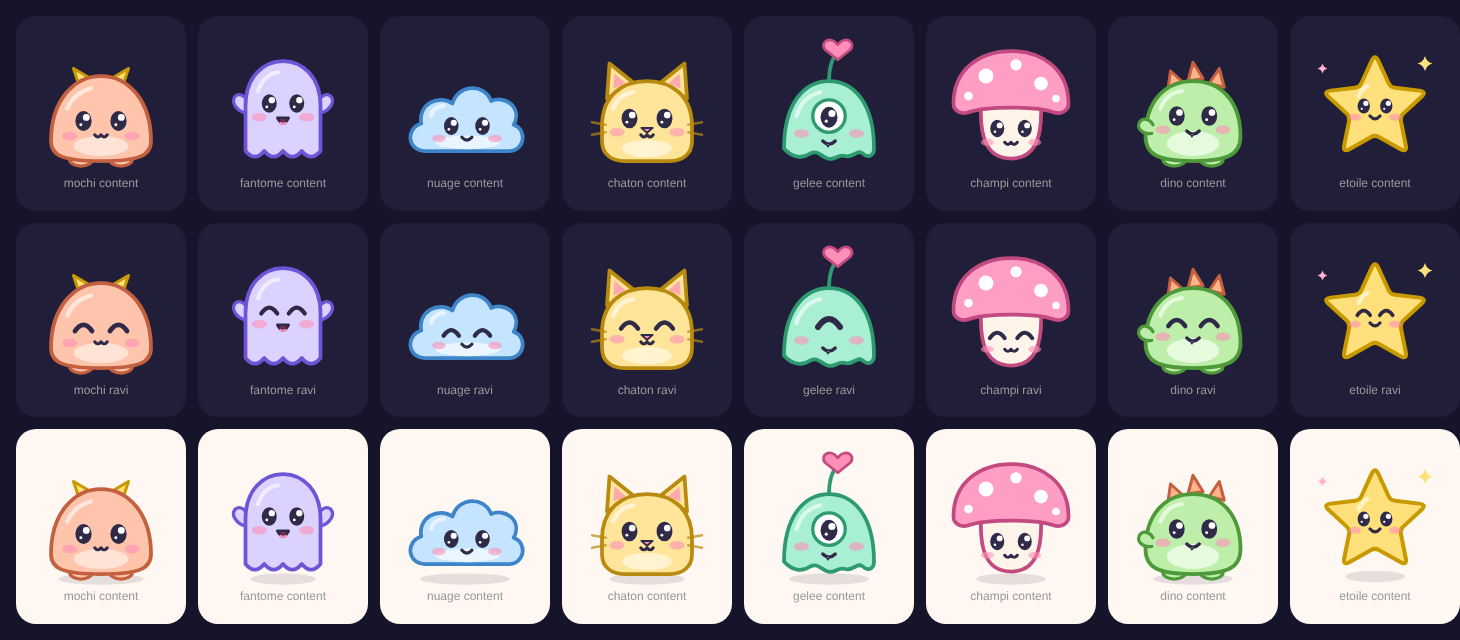 mochi content
fantome content
nuage content
chaton content
gelee content
champi content
dino content
etoile content
mochi ravi
fantome ravi
nuage ravi
chaton ravi
gelee ravi
champi ravi
dino ravi
etoile ravi
mochi content
fantome content
nuage content
chaton content
gelee content
champi content
dino content
etoile content